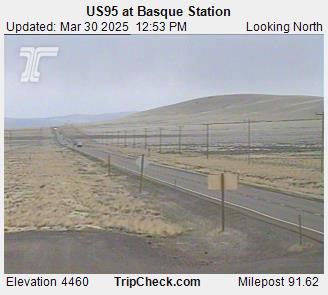 US95 at Basque Station
Updated: Mar 30 2025 12:53 PM Looking North
Elevation 4460 TripCheck.com Milepost 91.62